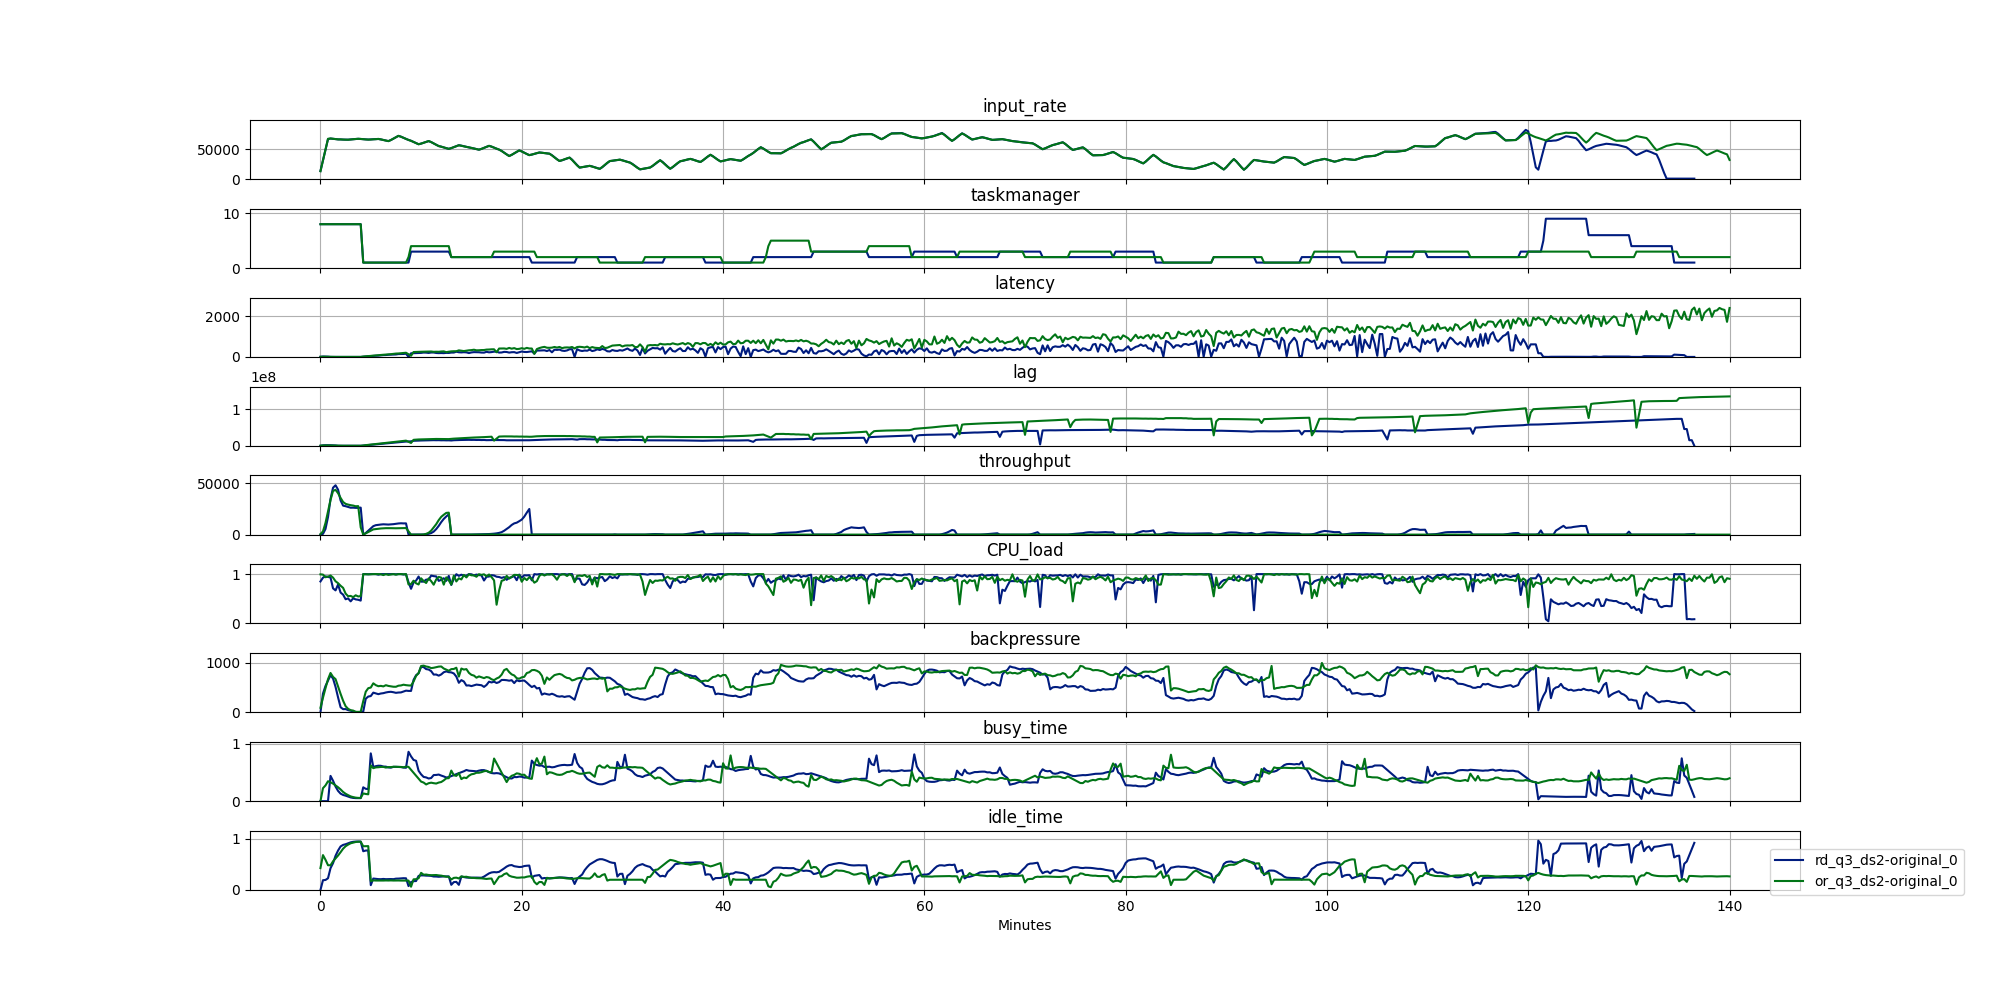 input_rate
50000
0
taskmanager
10
0
latency
2000
0
lag
1e8
1
0
throughput
50000
0
CPU_load
1
0
backpressure
1000
0
busy_time
1
0
idle_time
1
0
0 20 40 60 80 100 120 140
Minutes
rd_q3_ds2-original_0
or_q3_ds2-original_0